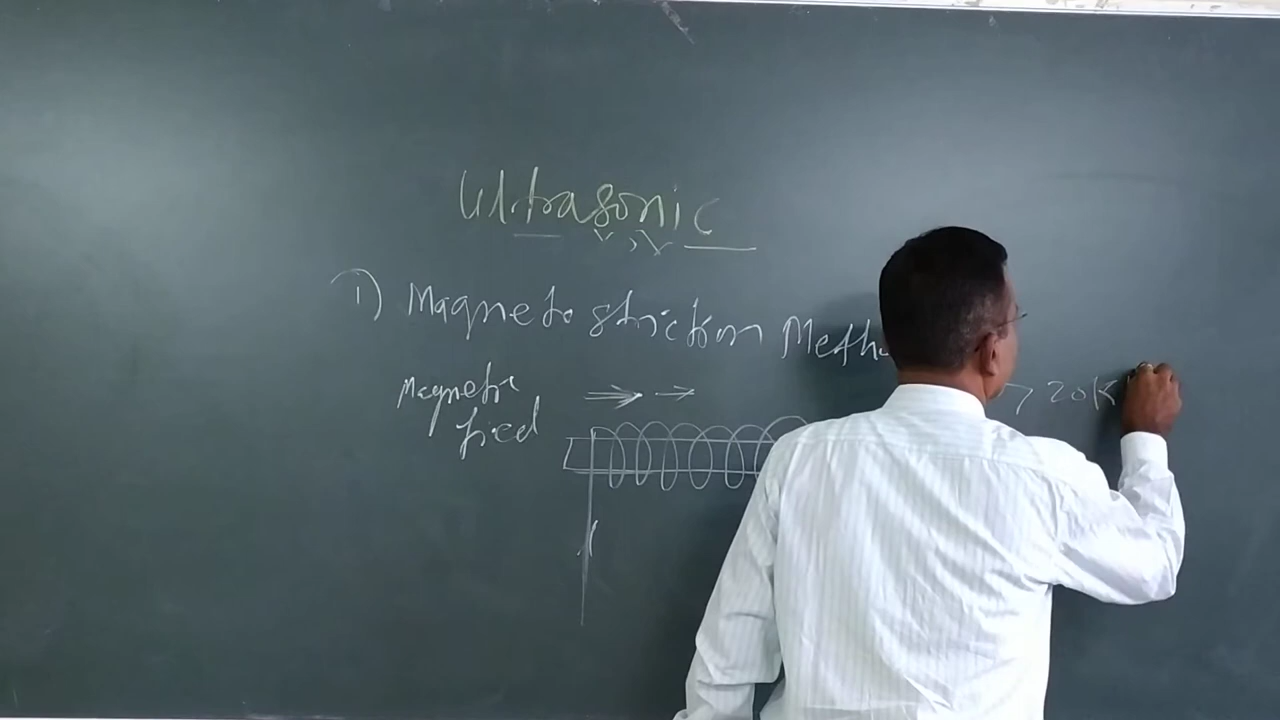 Ultrasonic
1) Magneto striction Metho
Magnetic
field
> 20K